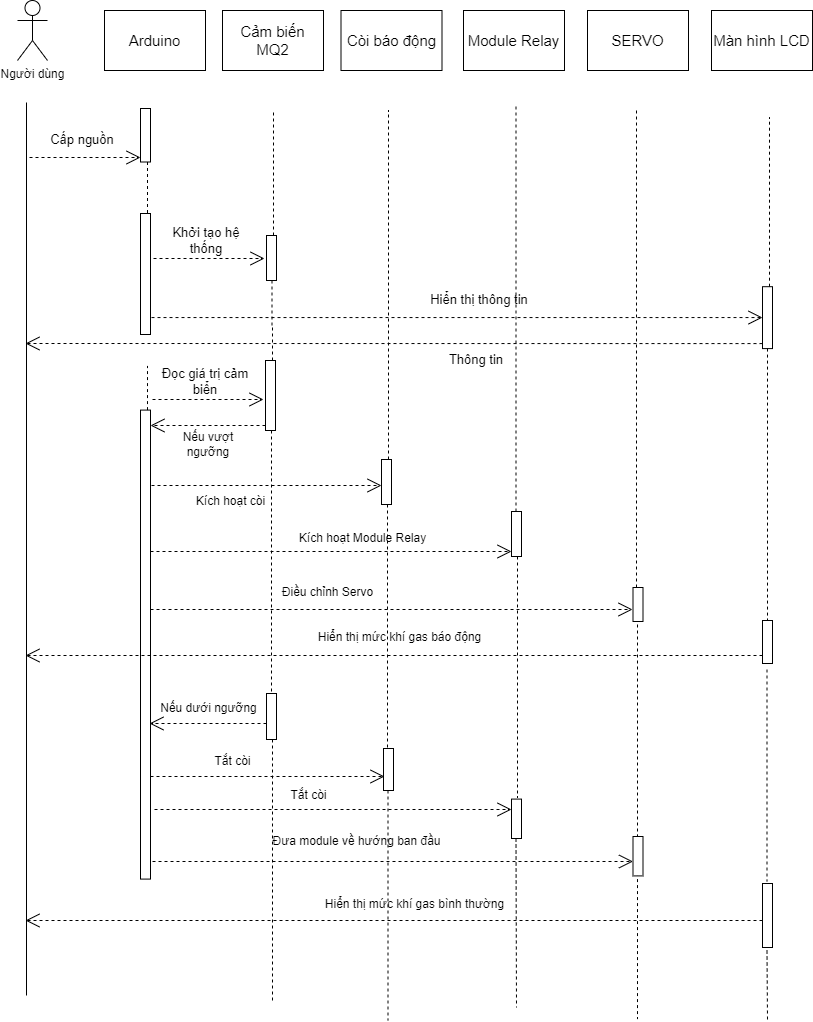 Người dùng
Arduino
Cảm biến
MQ2
Còi báo động
Module Relay
SERVO
Màn hình LCD
Cấp nguồn
Khởi tạo hệ
thống
Hiển thị thông tin
Thông tin
Đọc giá trị cảm
biến
Nếu vượt
ngưỡng
Kích hoạt còi
Kích hoạt Module Relay
Điều chỉnh Servo
Hiển thị mức khí gas báo động
Nếu dưới ngưỡng
Tắt còi
Tắt còi
Đưa module về hướng ban đầu
Hiển thị mức khí gas bình thường